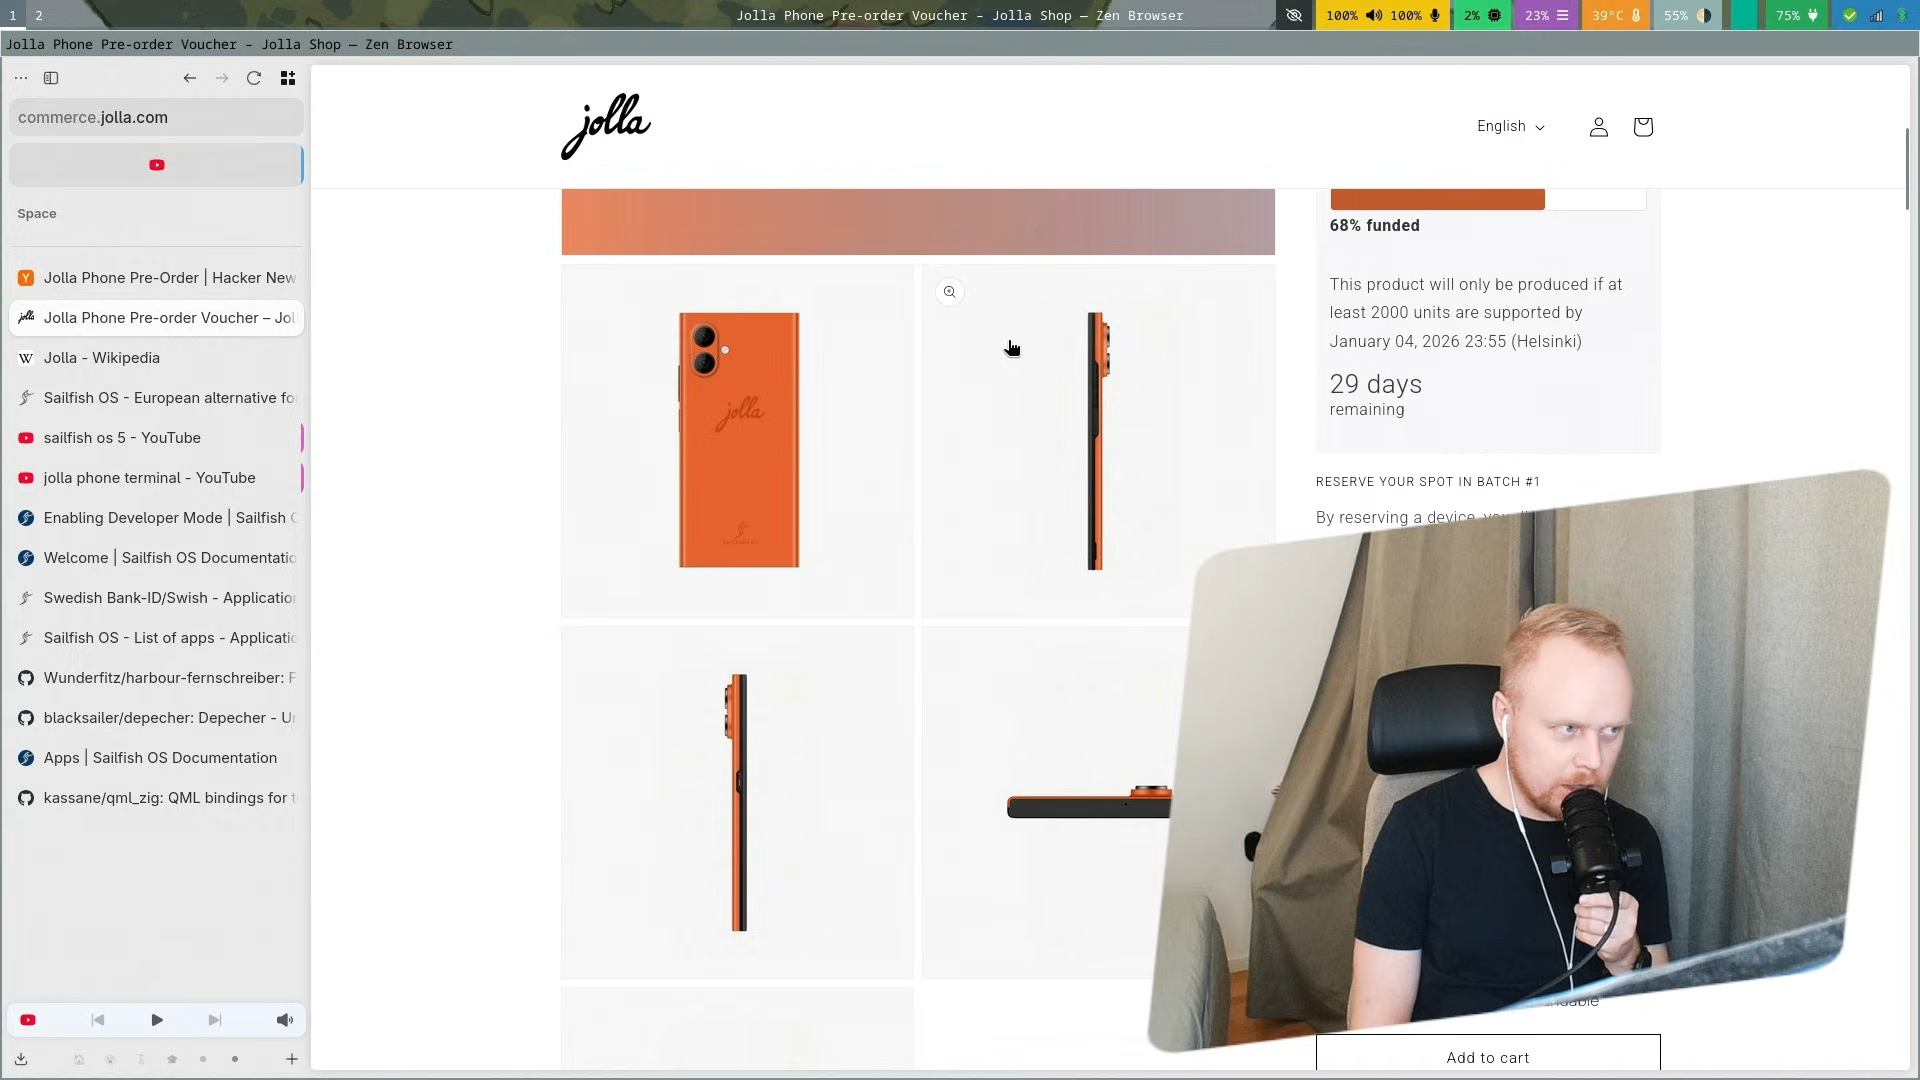 1 2 Jolla Phone Pre-order Voucher – Jolla Shop — Zen Browser 100% 100% 2% 23% 39°C 55% 75%
Jolla Phone Pre-order Voucher – Jolla Shop — Zen Browser
commerce.jolla.com
Space
Jolla Phone Pre-Order | Hacker New
Jolla Phone Pre-order Voucher – Jol
Jolla - Wikipedia
Sailfish OS - European alternative fo
sailfish os 5 - YouTube
jolla phone terminal - YouTube
Enabling Developer Mode | Sailfish O
Welcome | Sailfish OS Documentatio
Swedish Bank-ID/Swish - Application
Sailfish OS - List of apps - Applicatio
Wunderfitz/harbour-fernschreiber: F
blacksailer/depecher: Depecher - Un
Apps | Sailfish OS Documentation
kassane/qml_zig: QML bindings for t
jolla
English
jolla
68% funded
This product will only be produced if at
least 2000 units are supported by
January 04, 2026 23:55 (Helsinki)
29 days
remaining
RESERVE YOUR SPOT IN BATCH #1
By reserving a device,
Add to cart